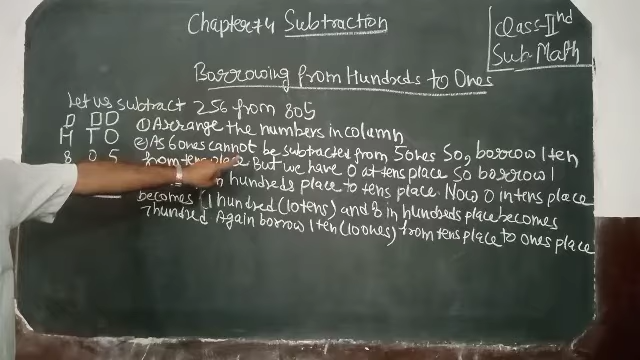 Chapter-4 Subtraction
Class-IInd
Sub-Math
Borrowing from Hundreds to Ones
Let us subtract 256 from 805
H T O
8 0 5
① Arrange the numbers in column
② As 6 ones cannot be subtracted from 5 ones So, borrow 1 ten
from tens place But we have 0 at tens place So borrow 1
hundreds place to tens place. Now 0 in tens place
becomes 1 hundred (10 tens) and 8 in hundreds place becomes
7 hundred Again borrow 1 ten (10 ones) from tens place to ones place